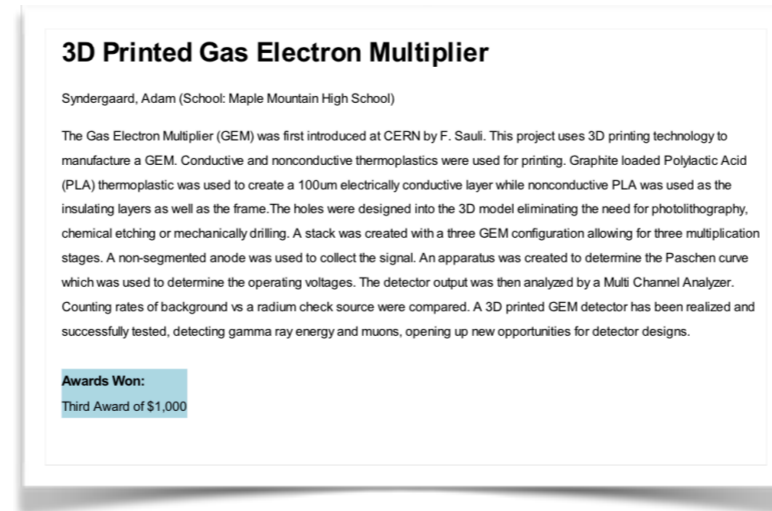 3D Printed Gas Electron Multiplier
Syndergaard, Adam (School: Maple Mountain High School)
The Gas Electron Multiplier (GEM) was first introduced at CERN by F. Sauli. This project uses 3D printing technology to
manufacture a GEM. Conductive and nonconductive thermoplastics were used for printing. Graphite loaded Polylactic Acid
(PLA) thermoplastic was used to create a 100um electrically conductive layer while nonconductive PLA was used as the
insulating layers as well as the frame.The holes were designed into the 3D model eliminating the need for photolithography,
chemical etching or mechanically drilling. A stack was created with a three GEM configuration allowing for three multiplication
stages. A non-segmented anode was used to collect the signal. An apparatus was created to determine the Paschen curve
which was used to determine the operating voltages. The detector output was then analyzed by a Multi Channel Analyzer.
Counting rates of background vs a radium check source were compared. A 3D printed GEM detector has been realized and
successfully tested, detecting gamma ray energy and muons, opening up new opportunities for detector designs.
Awards Won:
Third Award of $1,000